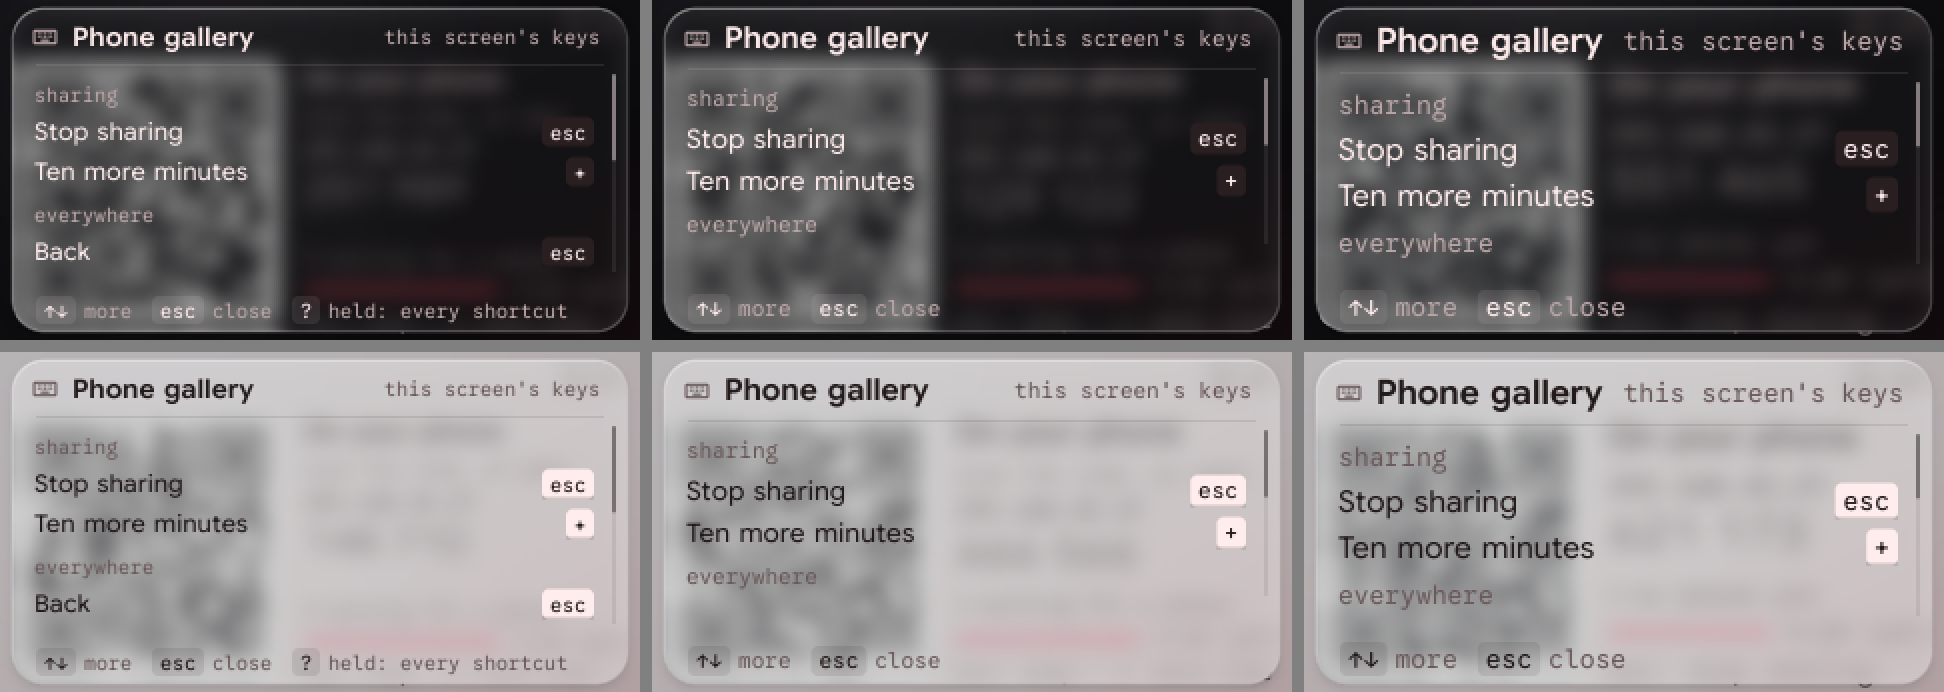 Phone gallery this screen's keys
sharing
Stop sharing esc
Ten more minutes +
everywhere
Back esc
↑↓ more esc close ? held: every shortcut
Phone gallery this screen's keys
sharing
Stop sharing esc
Ten more minutes +
everywhere
↑↓ more esc close
Phone gallery this screen's keys
sharing
Stop sharing esc
Ten more minutes +
everywhere
↑↓ more esc close
Phone gallery this screen's keys
sharing
Stop sharing esc
Ten more minutes +
everywhere
Back esc
↑↓ more esc close ? held: every shortcut
Phone gallery this screen's keys
sharing
Stop sharing esc
Ten more minutes +
everywhere
↑↓ more esc close
Phone gallery this screen's keys
sharing
Stop sharing esc
Ten more minutes +
everywhere
↑↓ more esc close